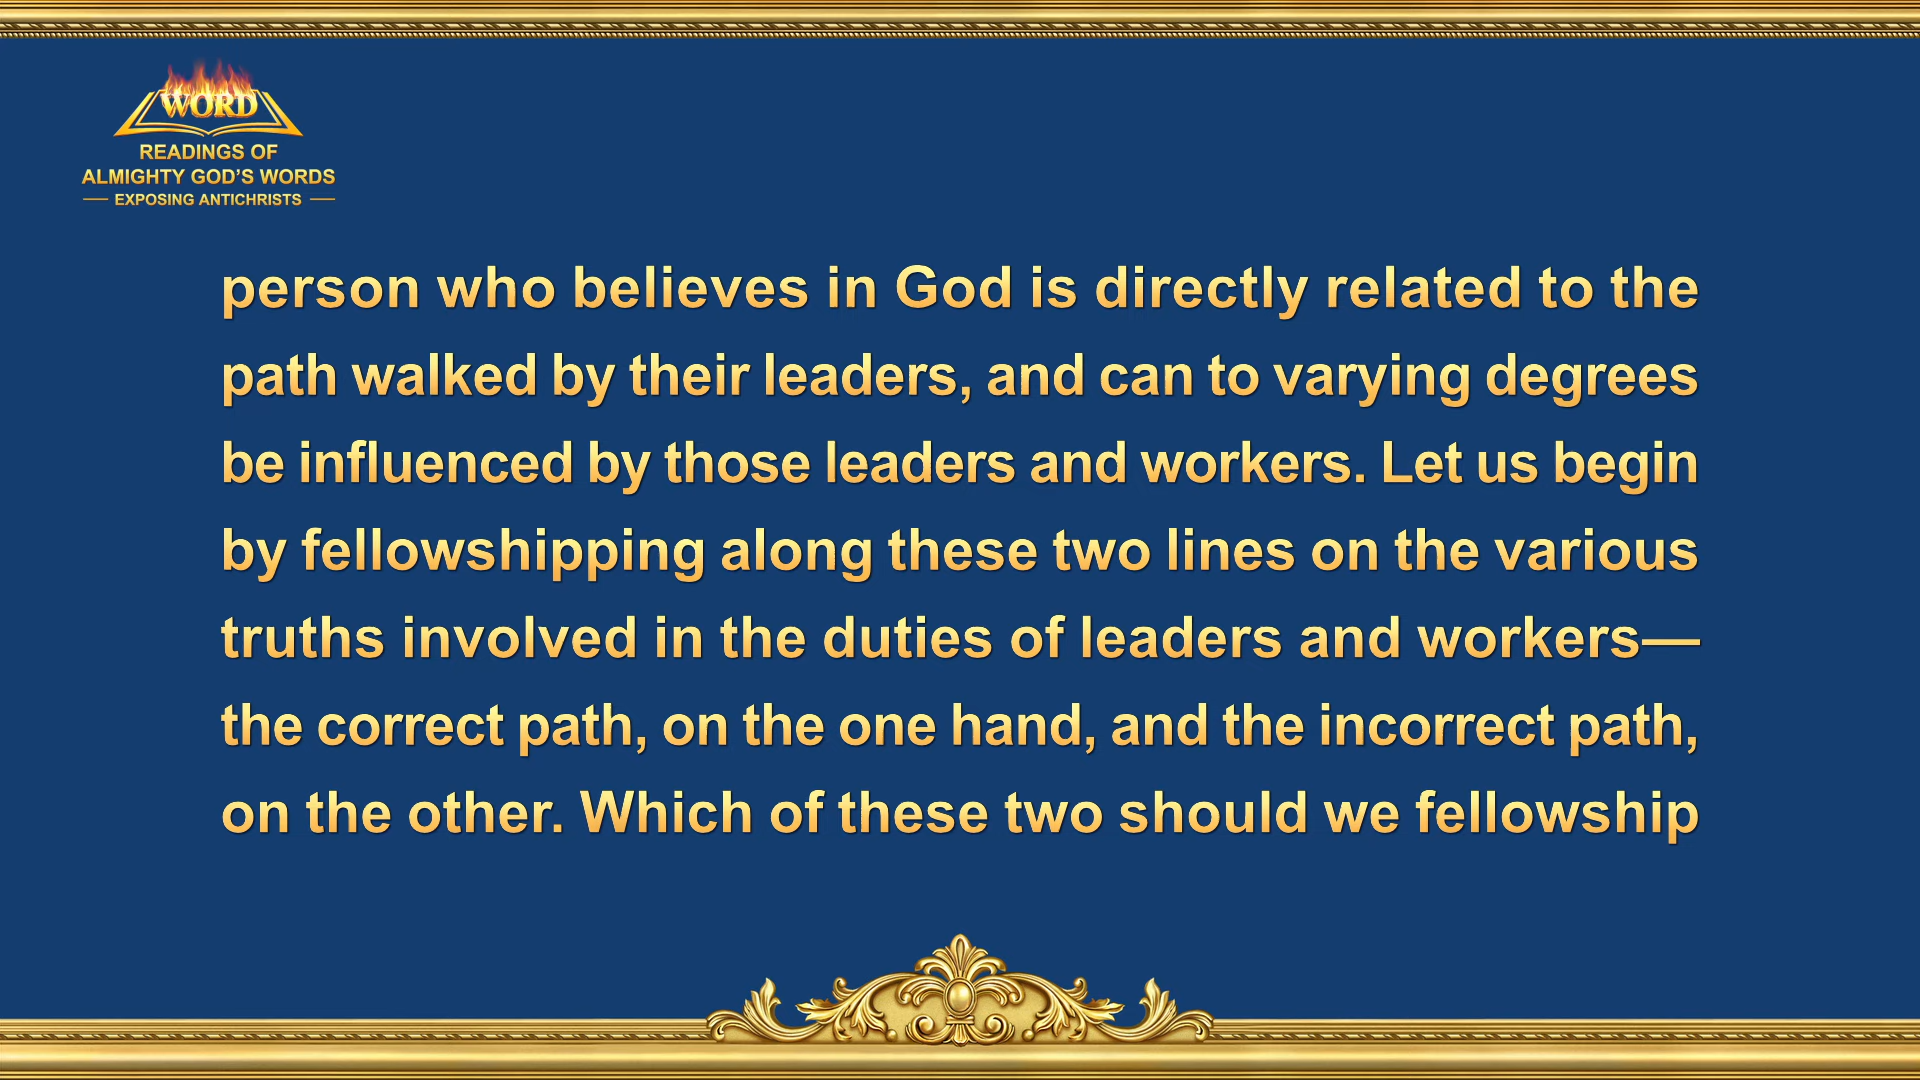 WORD
READINGS OF
ALMIGHTY GOD'S WORDS
— EXPOSING ANTICHRISTS —
person who believes in God is directly related to the
path walked by their leaders, and can to varying degrees
be influenced by those leaders and workers. Let us begin
by fellowshipping along these two lines on the various
truths involved in the duties of leaders and workers—
the correct path, on the one hand, and the incorrect path,
on the other. Which of these two should we fellowship